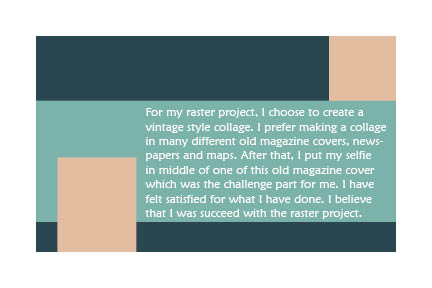 For my raster project, I choose to create a
vintage style collage. I prefer making a collage
in many different old magazine covers, news-
papers and maps. After that, I put my selfie
in middle of one of this old magazine cover
which was the challenge part for me. I have
felt satisfied for what I have done. I believe
that I was succeed with the raster project.